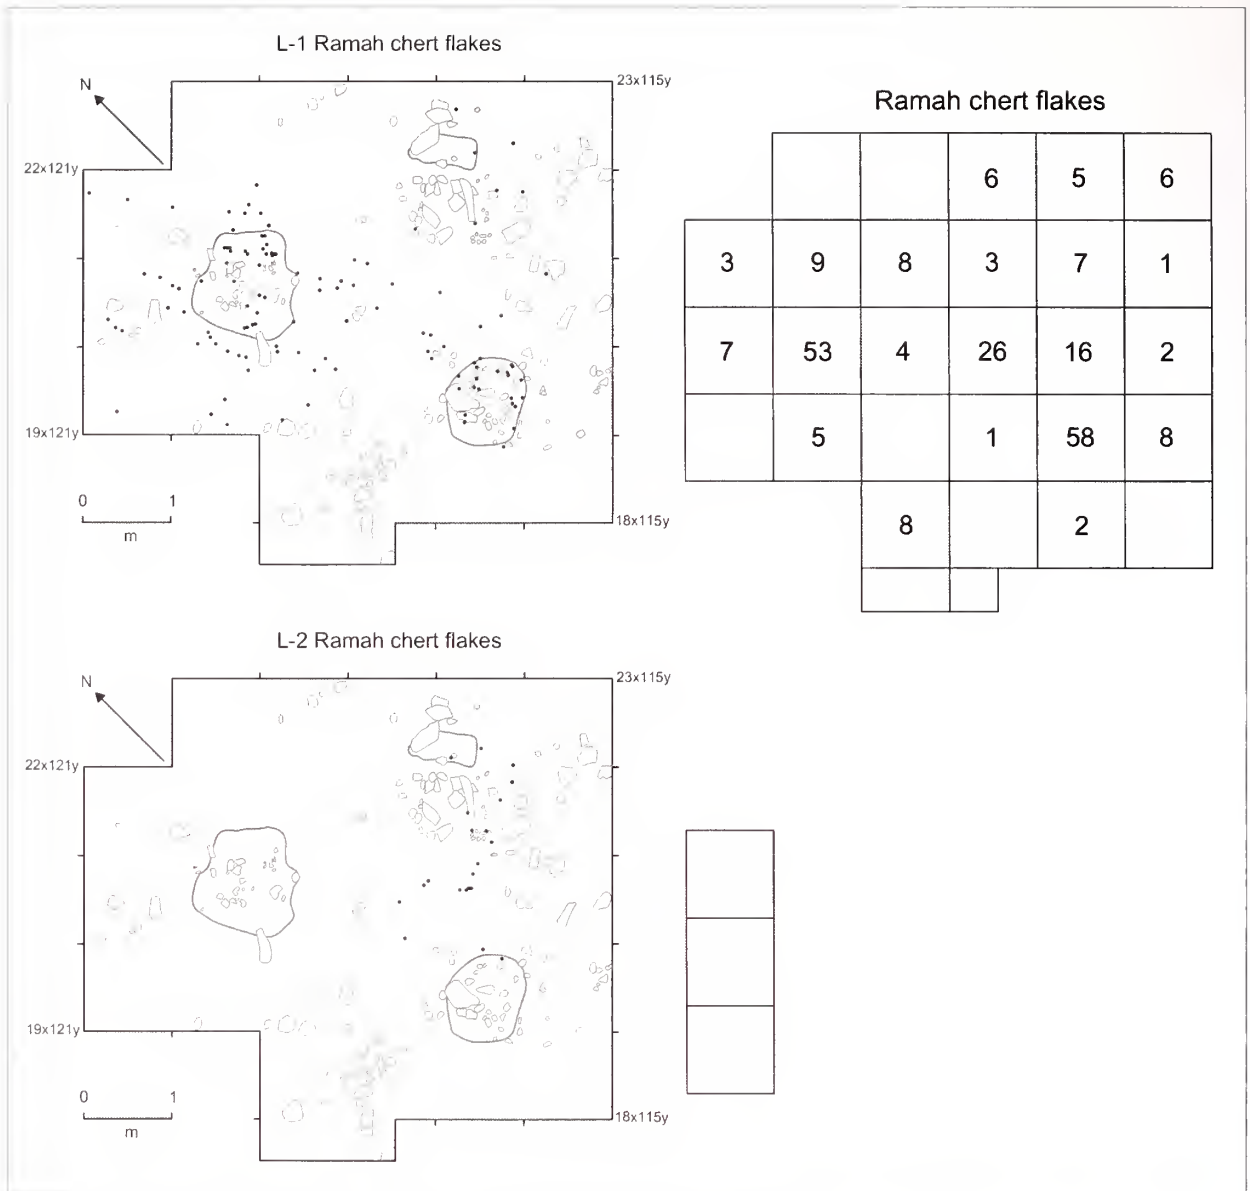 L-1 Ramah chert flakes
N
23x115y
22x121y
19x121y
0 1
m
18x115y
Ramah chert flakes
6 5 6
3 9 8 3 7 1
7 53 4 26 16 2
5 1 58 8
8 2
L-2 Ramah chert flakes
N
23x115y
22x121y
19x121y
0 1
m
18x115y